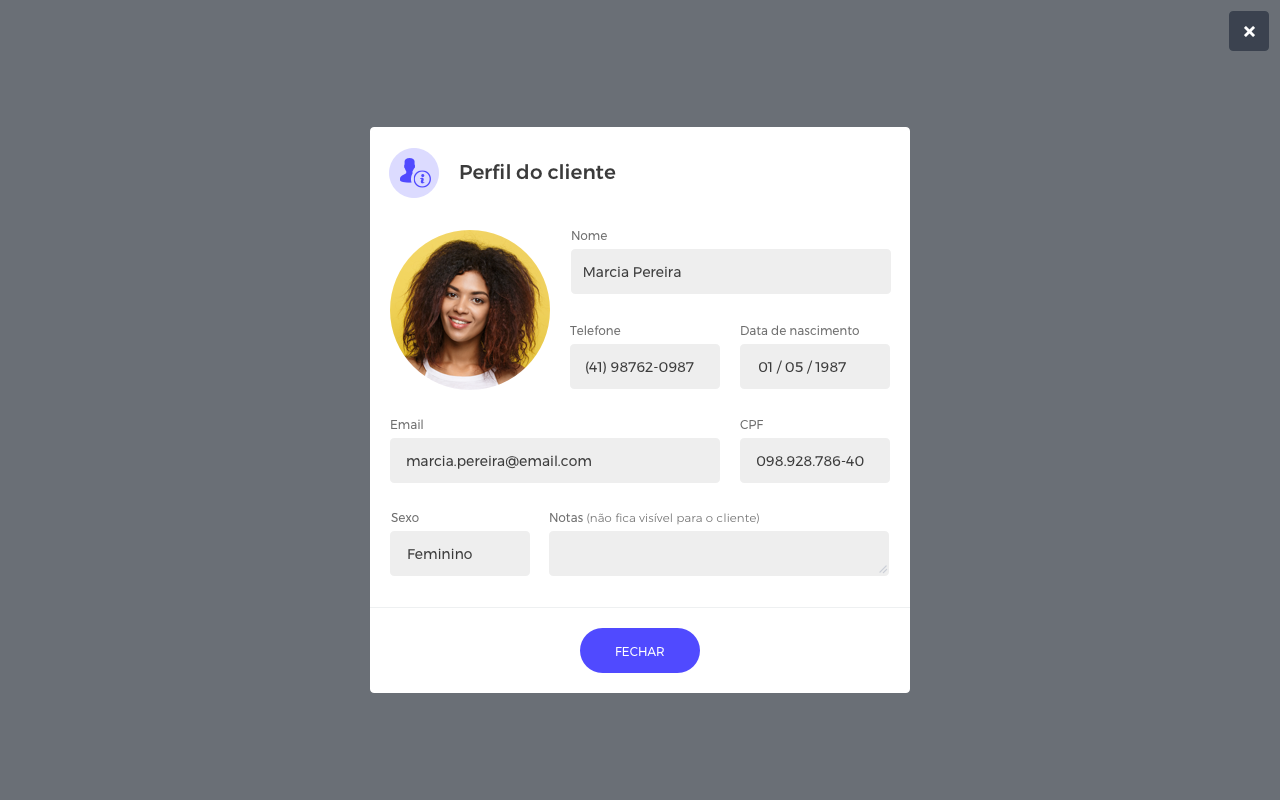 Perfil do cliente
Nome
Marcia Pereira
Telefone
Data de nascimento
(41) 98762-0987
01 / 05 / 1987
Email
CPF
marcia.pereira@email.com
098.928.786-40
Sexo
Notas (não fica visível para o cliente)
Feminino
FECHAR